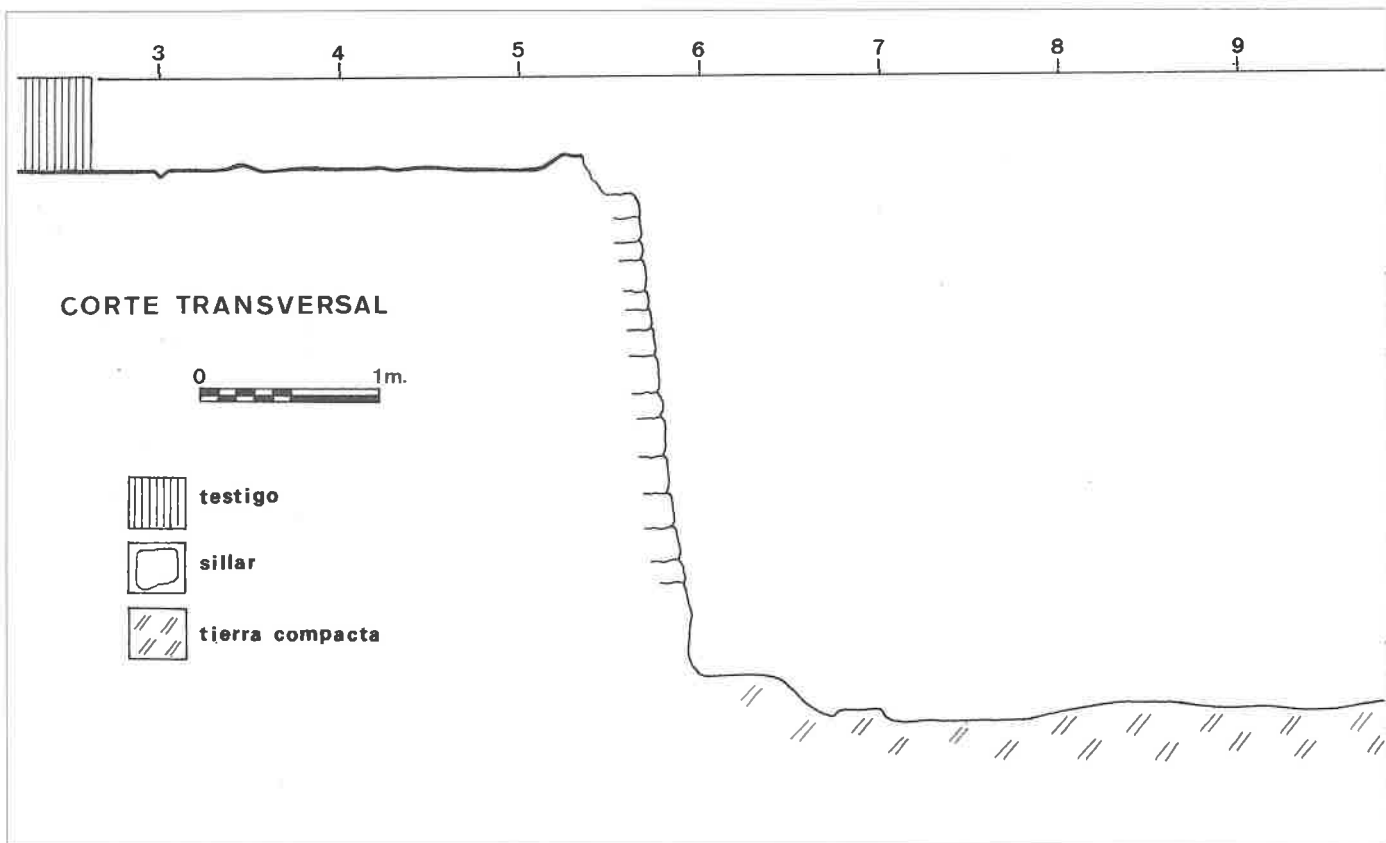 3 4 5 6 7 8 9
CORTE TRANSVERSAL
0 1m.
testigo
sillar
tierra compacta